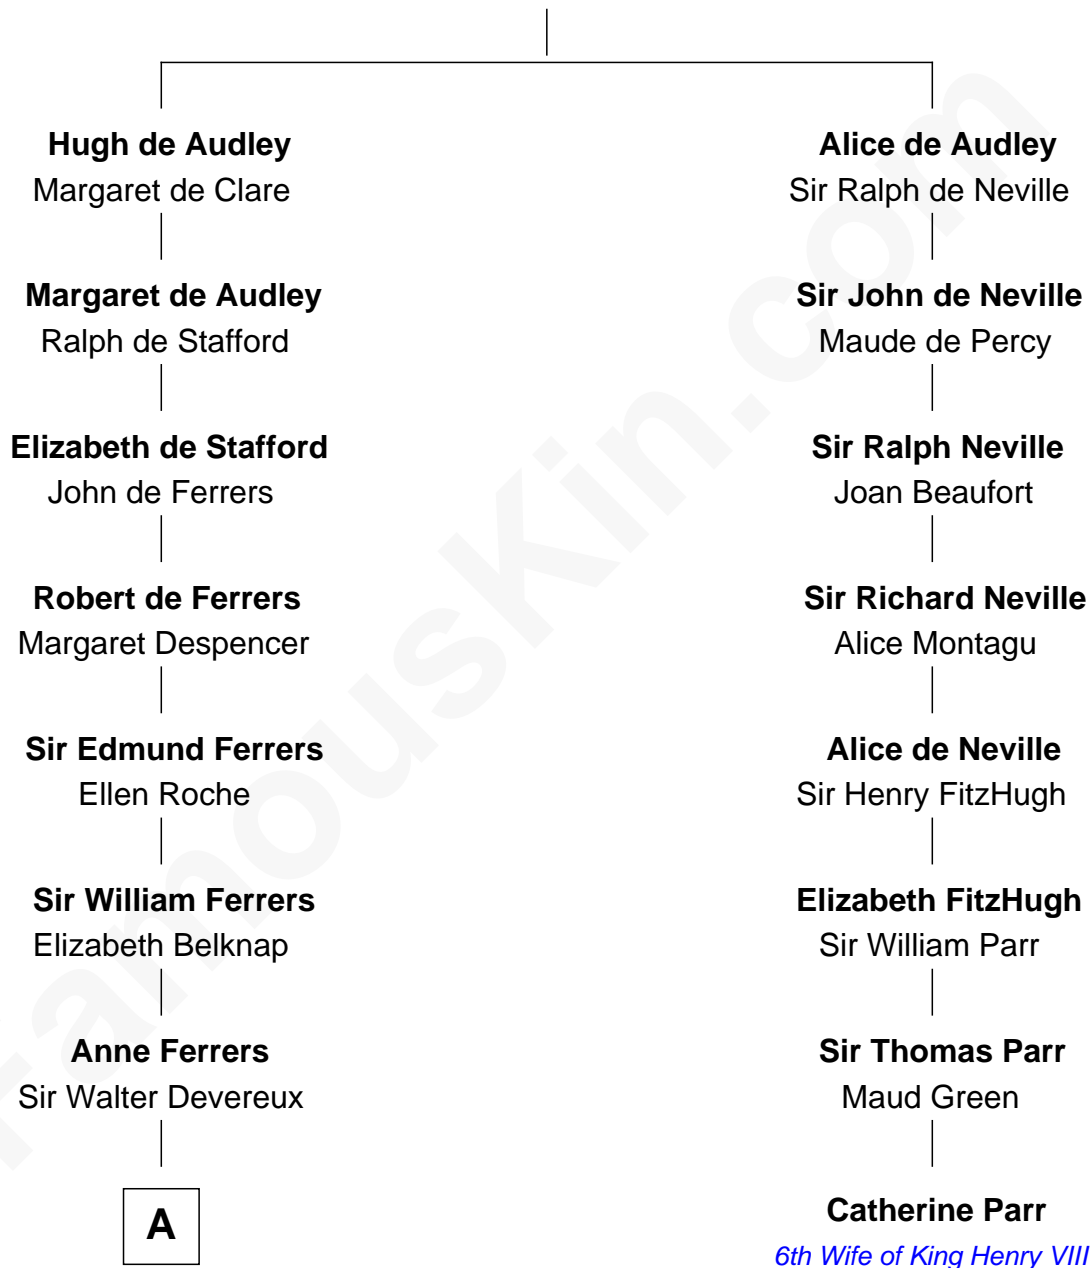 Hugh de Audley
Margaret de Clare
Margaret de Audley
Ralph de Stafford
Elizabeth de Stafford
John de Ferrers
Robert de Ferrers
Margaret Despencer
Sir Edmund Ferrers
Ellen Roche
Sir William Ferrers
Elizabeth Belknap
Anne Ferrers
Sir Walter Devereux
A
Alice de Audley
Sir Ralph de Neville
Sir John de Neville
Maude de Percy
Sir Ralph Neville
Joan Beaufort
Sir Richard Neville
Alice Montagu
Alice de Neville
Sir Henry FitzHugh
Elizabeth FitzHugh
Sir William Parr
Sir Thomas Parr
Maud Green
Catherine Parr
6th Wife of King Henry VIII
FamousKin.com